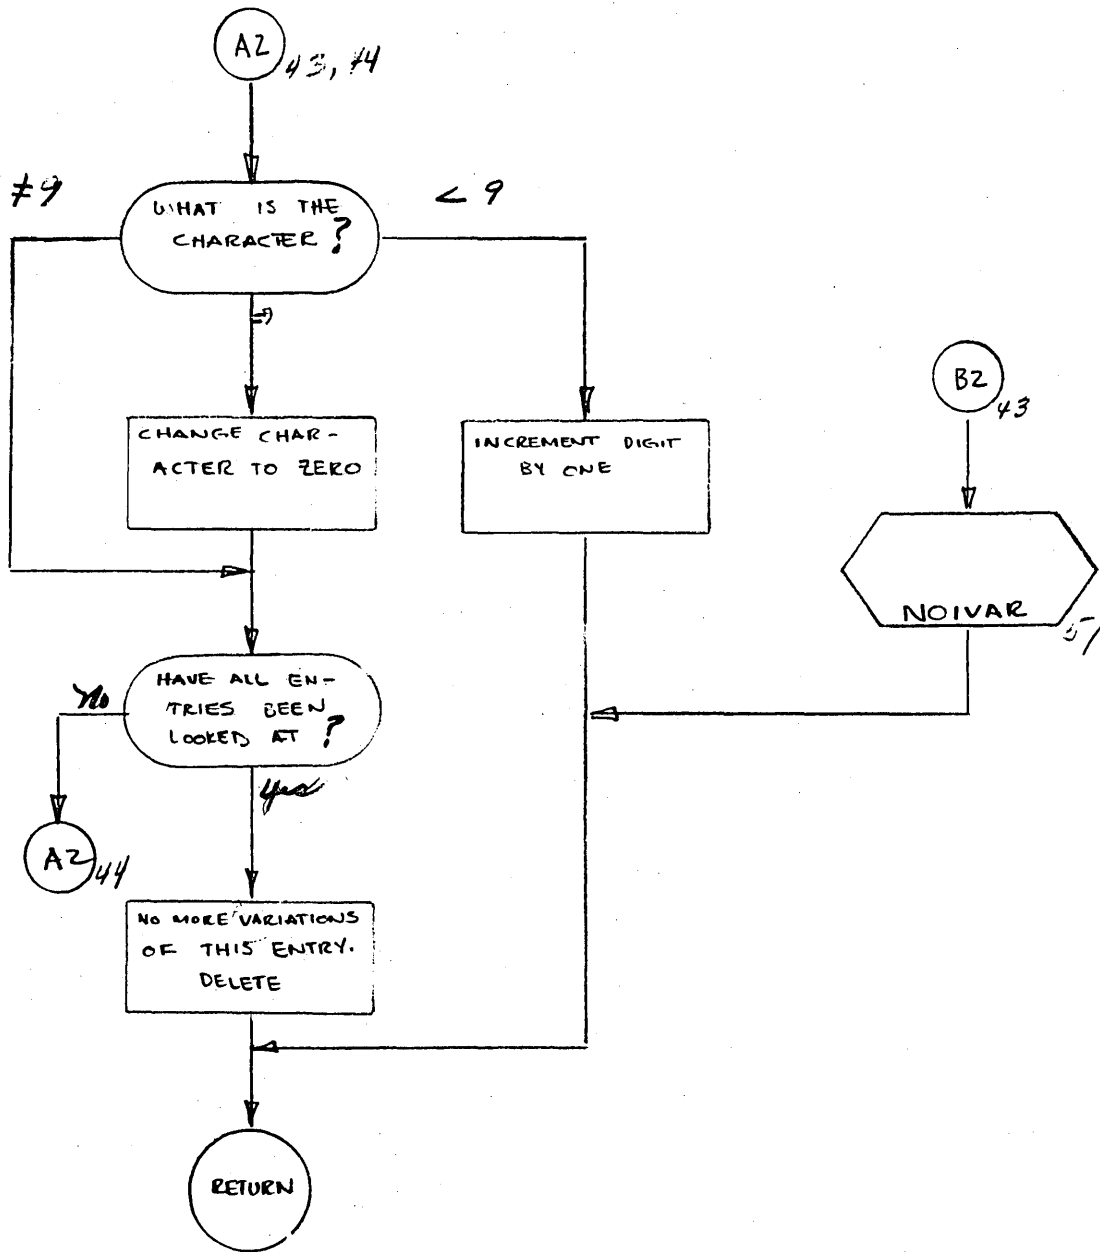 A2
43, 44
≠9
< 9
WHAT IS THE
CHARACTER ?
B2
43
CHANGE CHAR-
ACTER TO ZERO
INCREMENT DIGIT
BY ONE
NOIVAR
51
HAVE ALL EN-
TRIES BEEN
LOOKED AT ?
No
yes
A2
44
NO MORE VARIATIONS
OF THIS ENTRY.
DELETE
RETURN